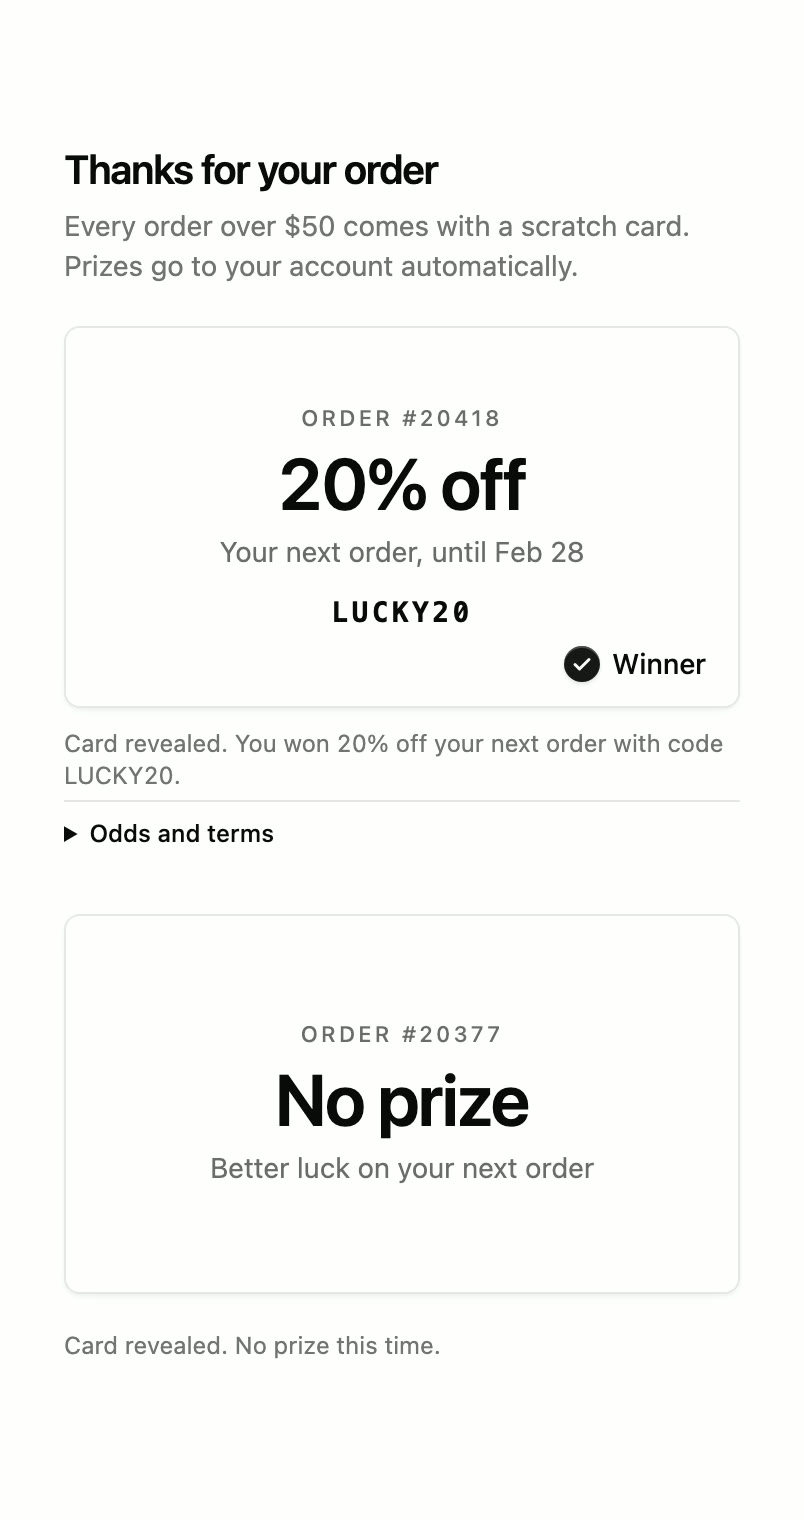 Thanks for your order
Every order over $50 comes with a scratch card.
Prizes go to your account automatically.
ORDER #20418
20% off
Your next order, until Feb 28
LUCKY20
Winner
Card revealed. You won 20% off your next order with code
LUCKY20.
Odds and terms
ORDER #20377
No prize
Better luck on your next order
Card revealed. No prize this time.